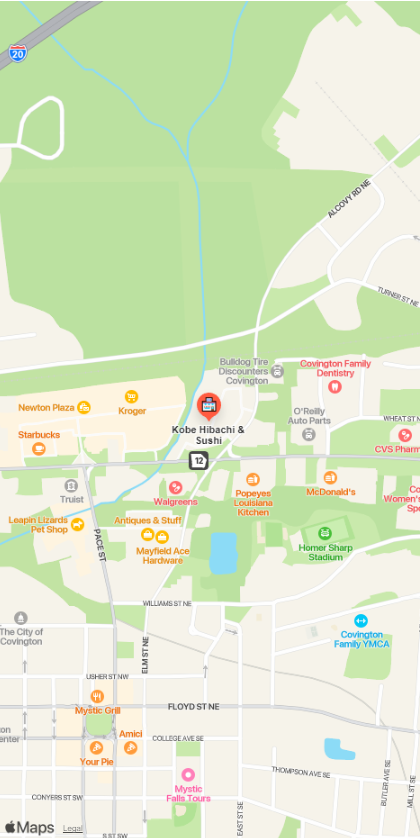 20
ALCOVY RD NE
TURNER ST NE
Bulldog Tire
Discounters
Covington
Covington Family
Dentistry
Newton Plaza
Kroger
O'Reilly
Auto Parts
WHEAT ST N
Kobe Hibachi &
Sushi
Starbucks
CVS Pharm
12
Truist
Walgreens
Popeyes
Louisiana
Kitchen
McDonald's
Co
Women's
Spe
Leapin Lizards
Pet Shop
Antiques & Stuff
Mayfield Ace
Hardware
Homer Sharp
Stadium
PACE ST
WILLIAMS ST NE
The City of
Covington
Covington
Family YMCA
ELM ST NE
USHER ST NW
Mystic Grill
FLOYD ST NE
on
enter
Amici
COLLEGE AVE SE
Your Pie
THOMPSON AVE SE
Mystic
Falls Tours
BUTLER AVE SE
MILL ST SE
CONYERS ST SW
EAST ST SE
Maps
Legal
S ST SW